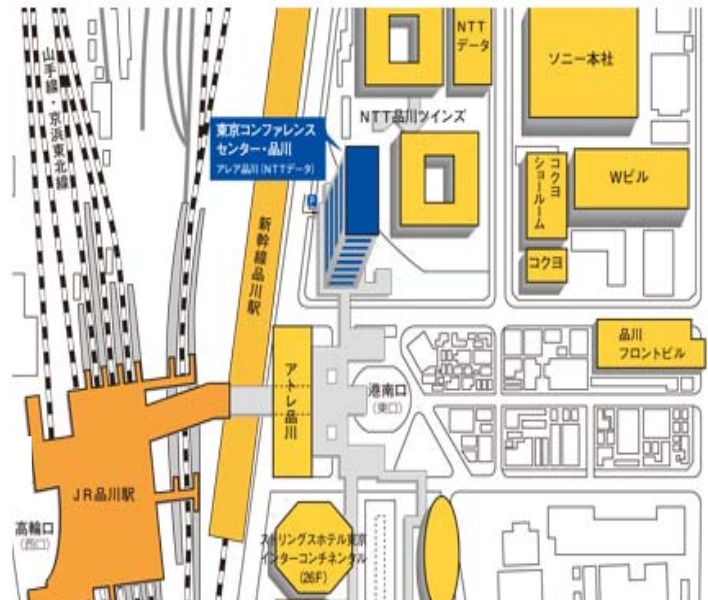 NTT
データ
ソニー本社
山手線・京浜東北線
NTT品川ツインズ
東京コンファレンス
センター・品川
アレア品川(NTTデータ)
P
コクヨ
ショールーム
Wビル
コクヨ
新幹線品川駅
品川
フロントビル
アトレ品川
港南口
(東口)
JR品川駅
高輪口
(西口)
ストリングスホテル東京
インターコンチネンタル
(26F)